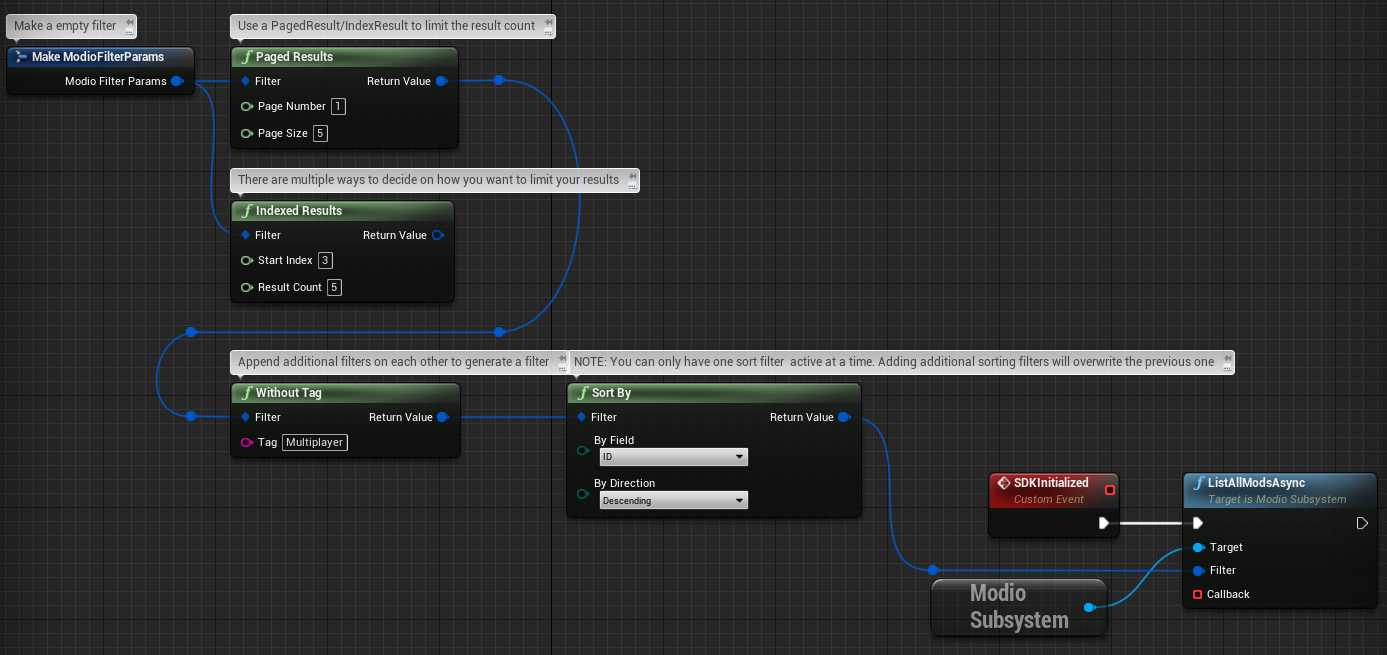 Make a empty filter
Use a PagedResult/IndexResult to limit the result count
Make ModioFilterParams
Modio Filter Params
Paged Results
Filter
Return Value
Page Number 1
Page Size 5
There are multiple ways to decide on how you want to limit your results
Indexed Results
Filter
Return Value
Start Index 3
Result Count 5
Append additional filters on each other to generate a filter
NOTE: You can only have one sort filter active at a time. Adding additional sorting filters will overwrite the previous one
Without Tag
Filter
Return Value
Tag Multiplayer
Sort By
Filter
Return Value
By Field
ID
By Direction
Descending
SDKInitialized
Custom Event
Modio
Subsystem
ListAllModsAsync
Target is Modio Subsystem
Target
Filter
Callback